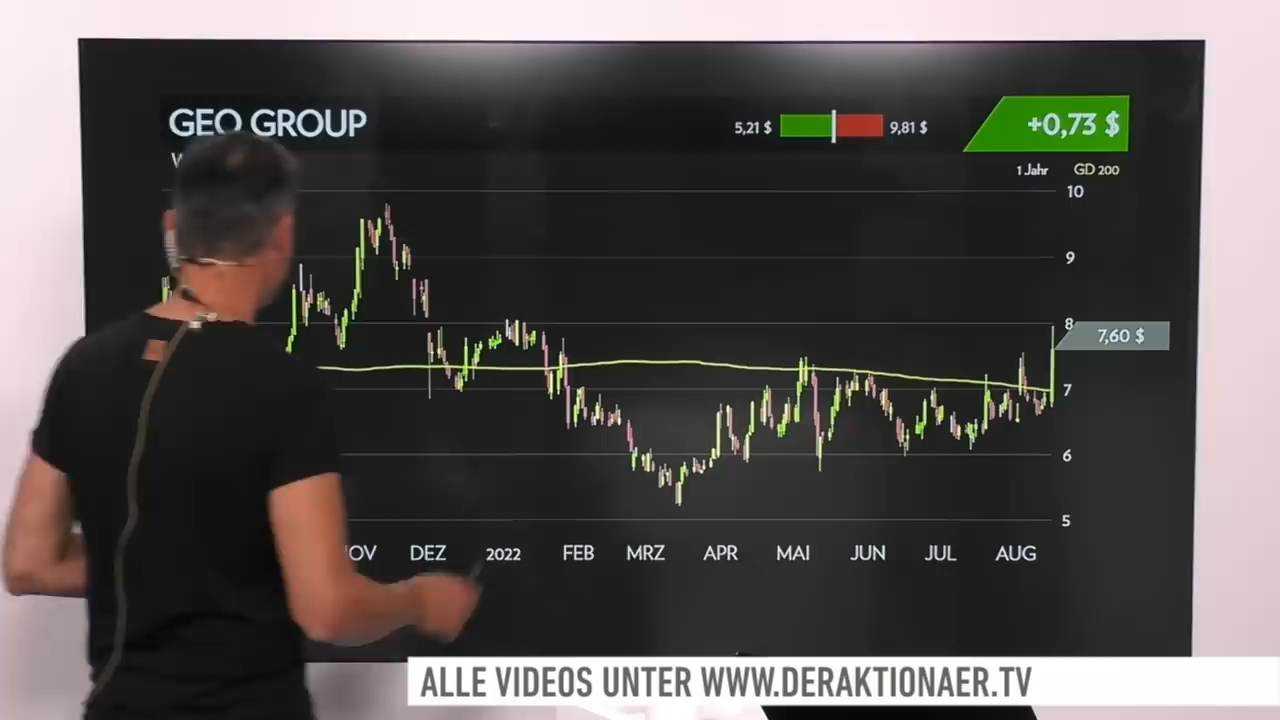 GEO GROUP
5,21 $ 9,81 $
+0,73 $
1 Jahr GD 200
10
9
8
7,60 $
7
6
5
DEZ 2022 FEB MRZ APR MAI JUN JUL AUG
ALLE VIDEOS UNTER WWW.DERAKTIONAER.TV